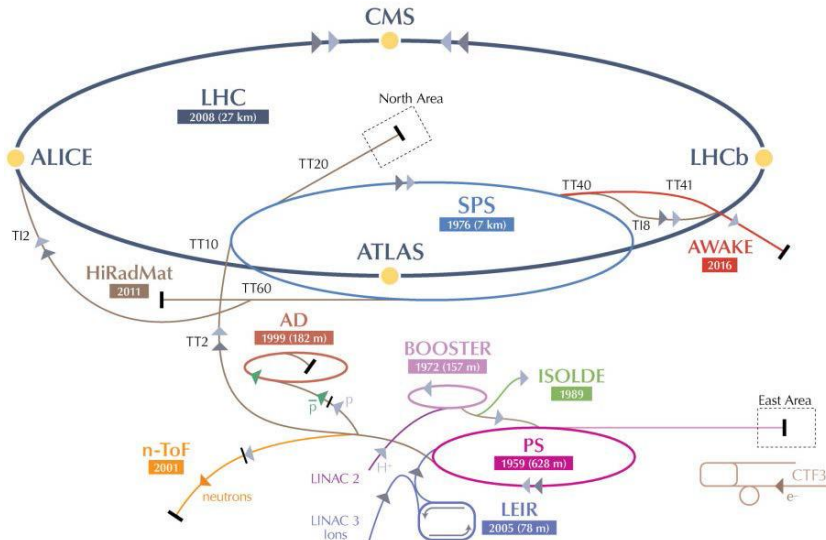 CMS
LHC
2008 (27 km)
North Area
ALICE
LHCb
TT20
TT40
TT41
SPS
1976 (7 km)
TI8
TI2
TT10
ATLAS
AWAKE
2016
HiRadMat
2011
TT60
AD
1999 (182 m)
TT2
BOOSTER
1972 (157 m)
ISOLDE
1989
p
p̅
East Area
n-ToF
2001
PS
1959 (628 m)
H⁺
LINAC 2
neutrons
CTF3
e-
LEIR
2005 (78 m)
LINAC 3
Ions